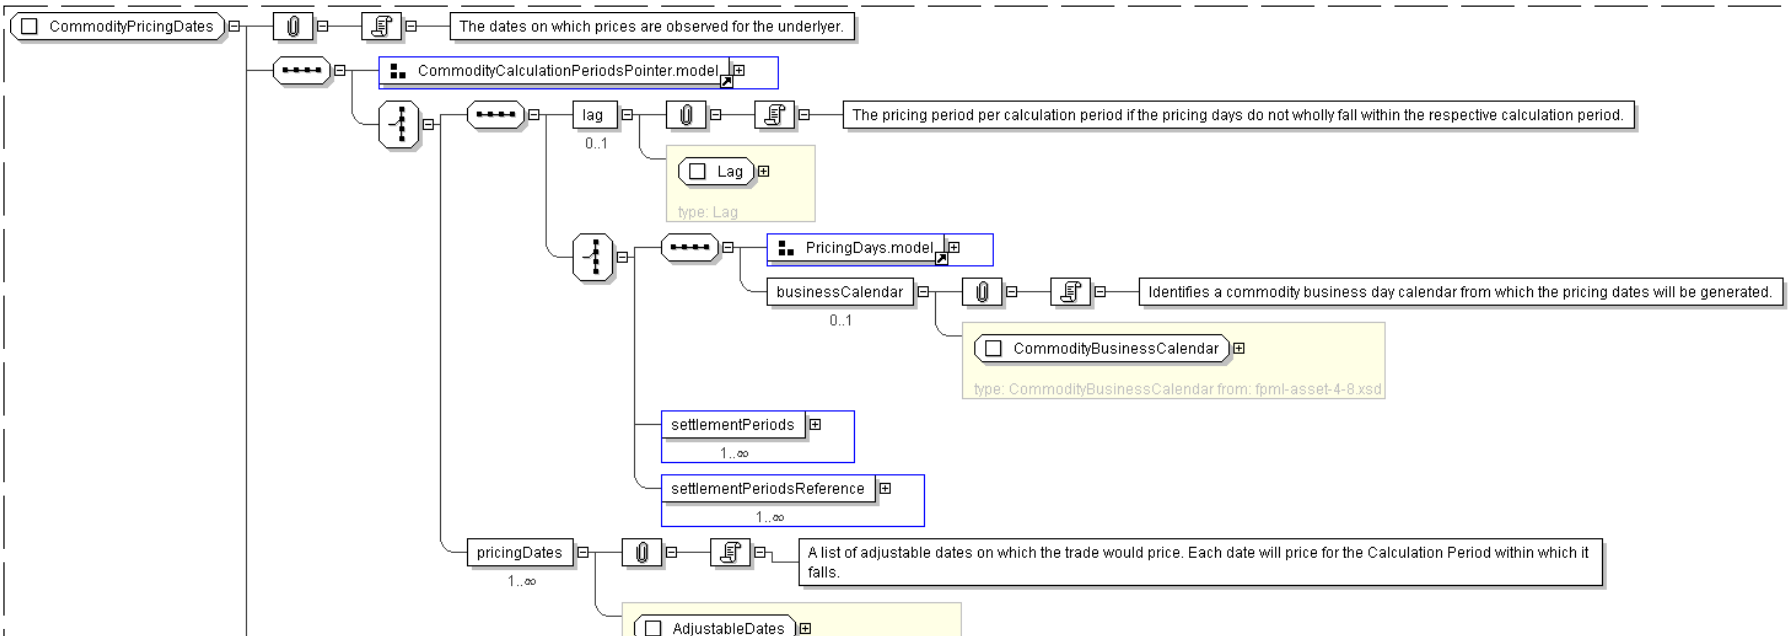 CommodityPricingDates
The dates on which prices are observed for the underlyer.
CommodityCalculationPeriodsPointer.model
lag
The pricing period per calculation period if the pricing days do not wholly fall within the respective calculation period.
0..1
Lag
type: Lag
PricingDays.model
businessCalendar
Identifies a commodity business day calendar from which the pricing dates will be generated.
0..1
CommodityBusinessCalendar
type: CommodityBusinessCalendar from: fpml-asset-4-8.xsd
settlementPeriods
1..∞
settlementPeriodsReference
1..∞
pricingDates
A list of adjustable dates on which the trade would price. Each date will price for the Calculation Period within which it
falls.
1..∞
AdjustableDates